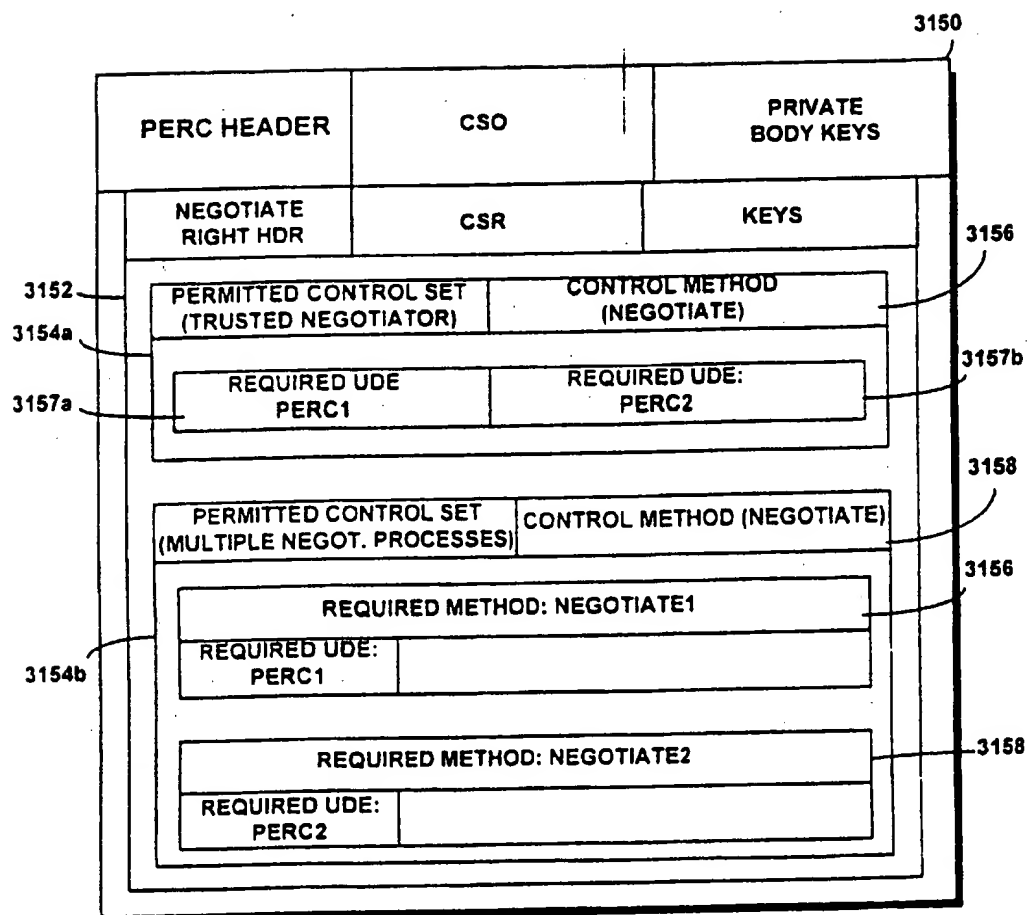 3150
PERC HEADER
CSO
PRIVATE
BODY KEYS
NEGOTIATE
RIGHT HDR
CSR
KEYS
3156
3152
PERMITTED CONTROL SET
(TRUSTED NEGOTIATOR)
CONTROL METHOD
(NEGOTIATE)
3154a
3157b
REQUIRED UDE
PERC1
REQUIRED UDE:
PERC2
3157a
3158
PERMITTED CONTROL SET
(MULTIPLE NEGOT. PROCESSES)
CONTROL METHOD (NEGOTIATE)
3156
REQUIRED METHOD: NEGOTIATE1
REQUIRED UDE:
PERC1
3154b
3158
REQUIRED METHOD: NEGOTIATE2
REQUIRED UDE:
PERC2